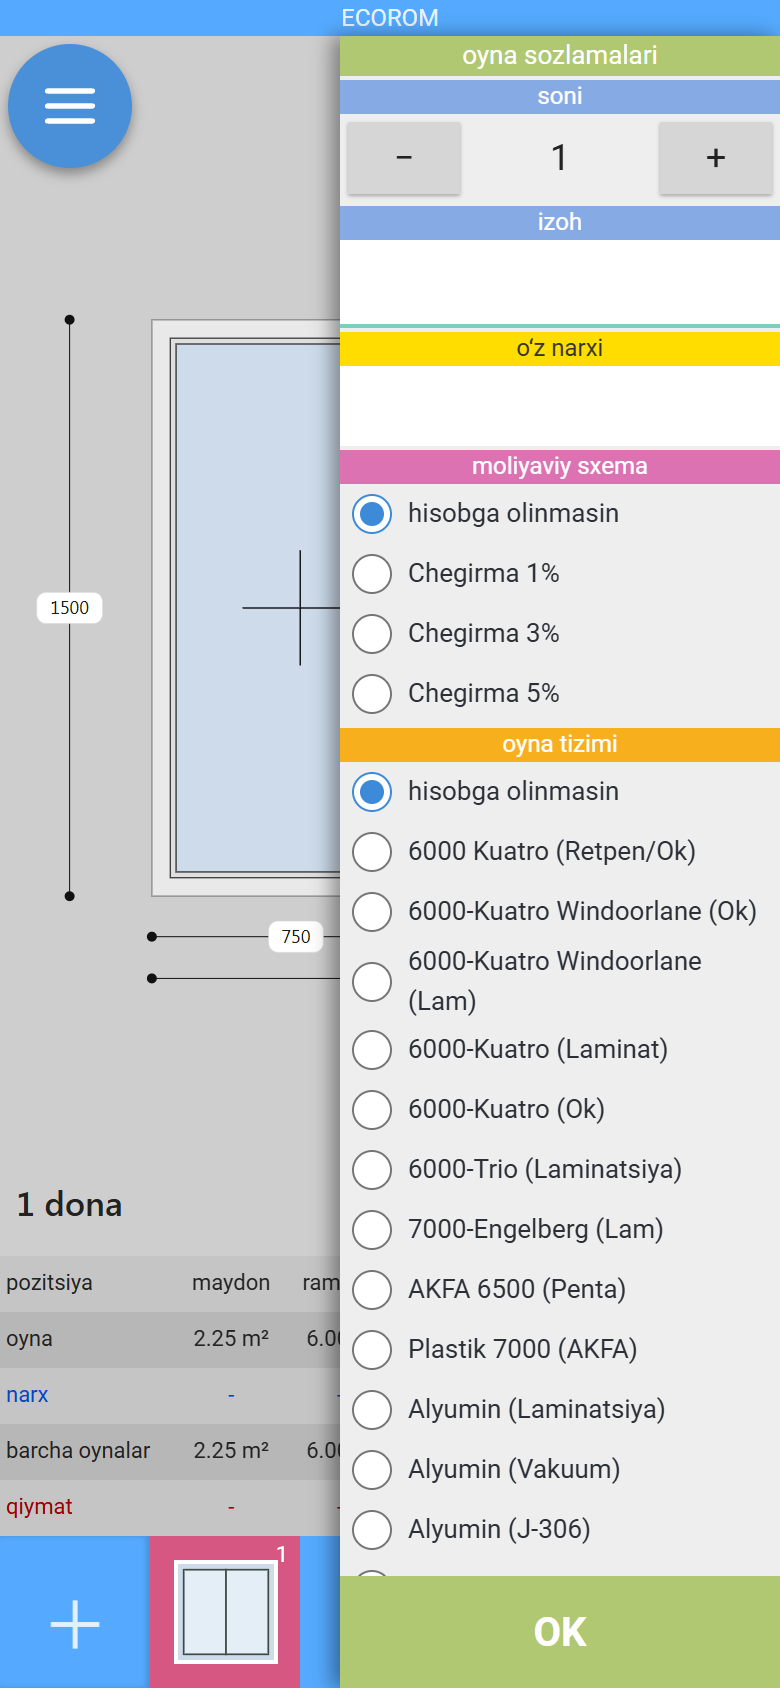 ECOROM
oyna sozlamalari
soni
− 1 +
izoh
oʻz narxi
moliyaviy sxema
hisobga olinmasin
Chegirma 1%
Chegirma 3%
Chegirma 5%
oyna tizimi
hisobga olinmasin
6000 Kuatro (Retpen/Ok)
6000-Kuatro Windoorlane (Ok)
6000-Kuatro Windoorlane
(Lam)
6000-Kuatro (Laminat)
6000-Kuatro (Ok)
6000-Trio (Laminatsiya)
7000-Engelberg (Lam)
AKFA 6500 (Penta)
Plastik 7000 (AKFA)
Alyumin (Laminatsiya)
Alyumin (Vakuum)
Alyumin (J-306)
OK
1500
750
1 dona
pozitsiya maydon
oyna 2.25 m²
narx -
barcha oynalar 2.25 m²
qiymat -
1